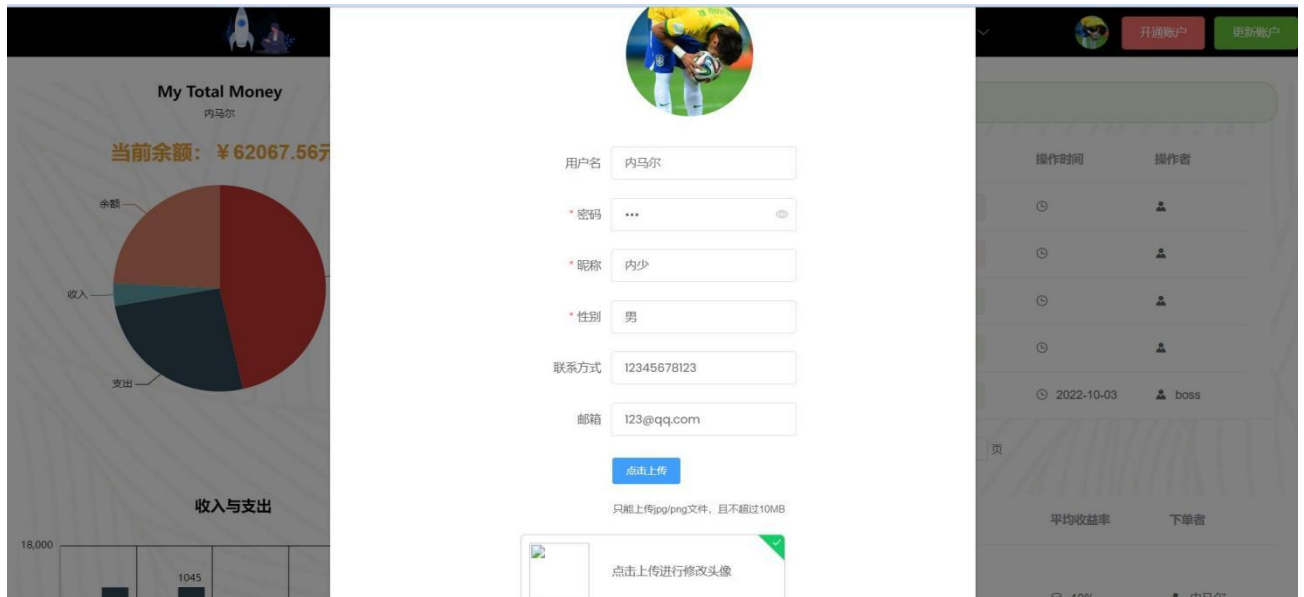 开通账户
更新账户
My Total Money
内马尔
当前余额：￥62067.56元
余额
收入
支出
收入与支出
18,000
1045
用户名 内马尔
* 密码 •••
* 昵称 内少
* 性别 男
联系方式 12345678123
邮箱 123@qq.com
点击上传
只能上传jpg/png文件，且不超过10MB
点击上传进行修改头像
操作时间 操作者
2022-10-03 boss
页
平均收益率 下单者
10% 内马尔